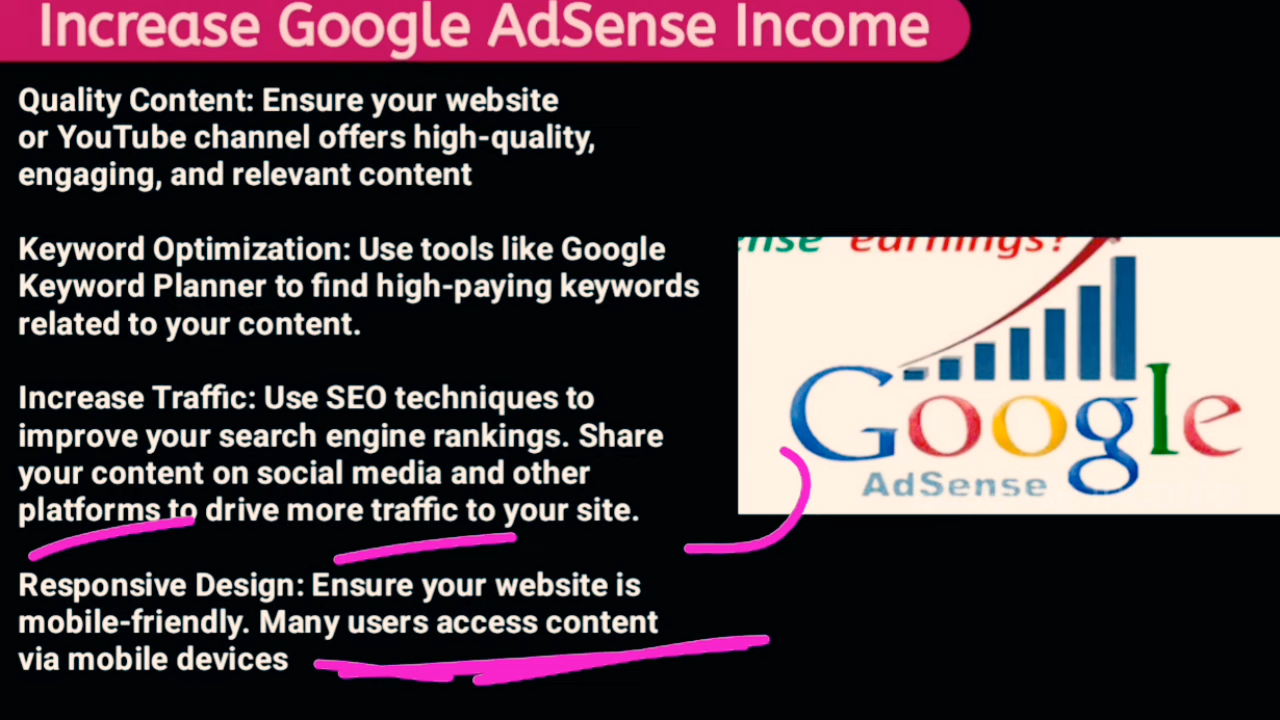 Increase Google AdSense Income
Quality Content: Ensure your website
or YouTube channel offers high-quality,
engaging, and relevant content
Keyword Optimization: Use tools like Google
Keyword Planner to find high-paying keywords
related to your content.
Increase Traffic: Use SEO techniques to
improve your search engine rankings. Share
your content on social media and other
platforms to drive more traffic to your site.
Responsive Design: Ensure your website is
mobile-friendly. Many users access content
via mobile devices
earnings?
Google
AdSense